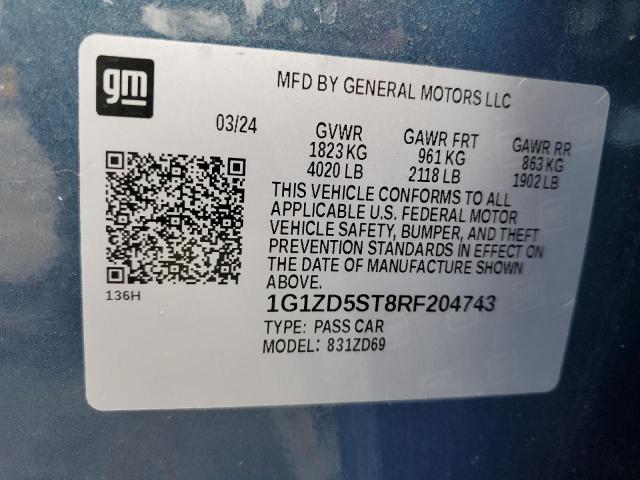 gm
MFD BY GENERAL MOTORS LLC
03/24
GVWR GAWR FRT GAWR RR
1823 KG 961 KG 863 KG
4020 LB 2118 LB 1902 LB
THIS VEHICLE CONFORMS TO ALL
APPLICABLE U.S. FEDERAL MOTOR
VEHICLE SAFETY, BUMPER, AND THEFT
PREVENTION STANDARDS IN EFFECT ON
THE DATE OF MANUFACTURE SHOWN
ABOVE.
136H
1G1ZD5ST8RF204743
TYPE: PASS CAR
MODEL: 831ZD69